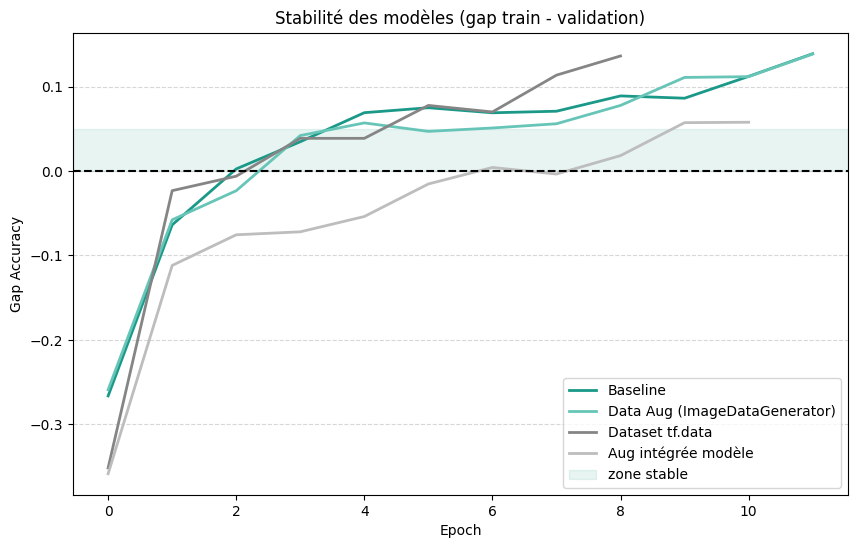 Stabilité des modèles (gap train - validation)
Gap Accuracy
0.1
0.0
−0.1
−0.2
−0.3
0 2 4 6 8 10
Epoch
Baseline
Data Aug (ImageDataGenerator)
Dataset tf.data
Aug intégrée modèle
zone stable